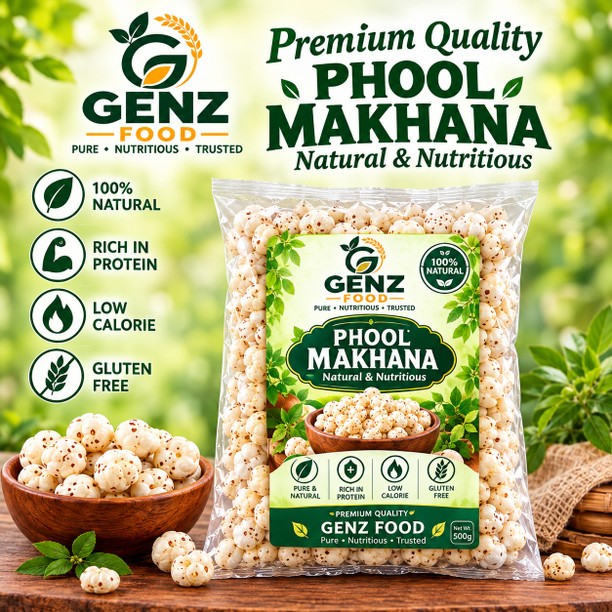 GENZ
FOOD
PURE • NUTRITIOUS • TRUSTED
Premium Quality
PHOOL
MAKHANA
Natural & Nutritious
100%
NATURAL
RICH IN
PROTEIN
LOW
CALORIE
GLUTEN
FREE
GENZ
FOOD
PURE • NUTRITIOUS • TRUSTED
100%
NATURAL
PHOOL
MAKHANA
Natural & Nutritious
PURE &
NATURAL
RICH IN
PROTEIN
LOW
CALORIE
GLUTEN
FREE
PREMIUM QUALITY
GENZ FOOD
Pure • Nutritious • Trusted
Net Wt.
500g